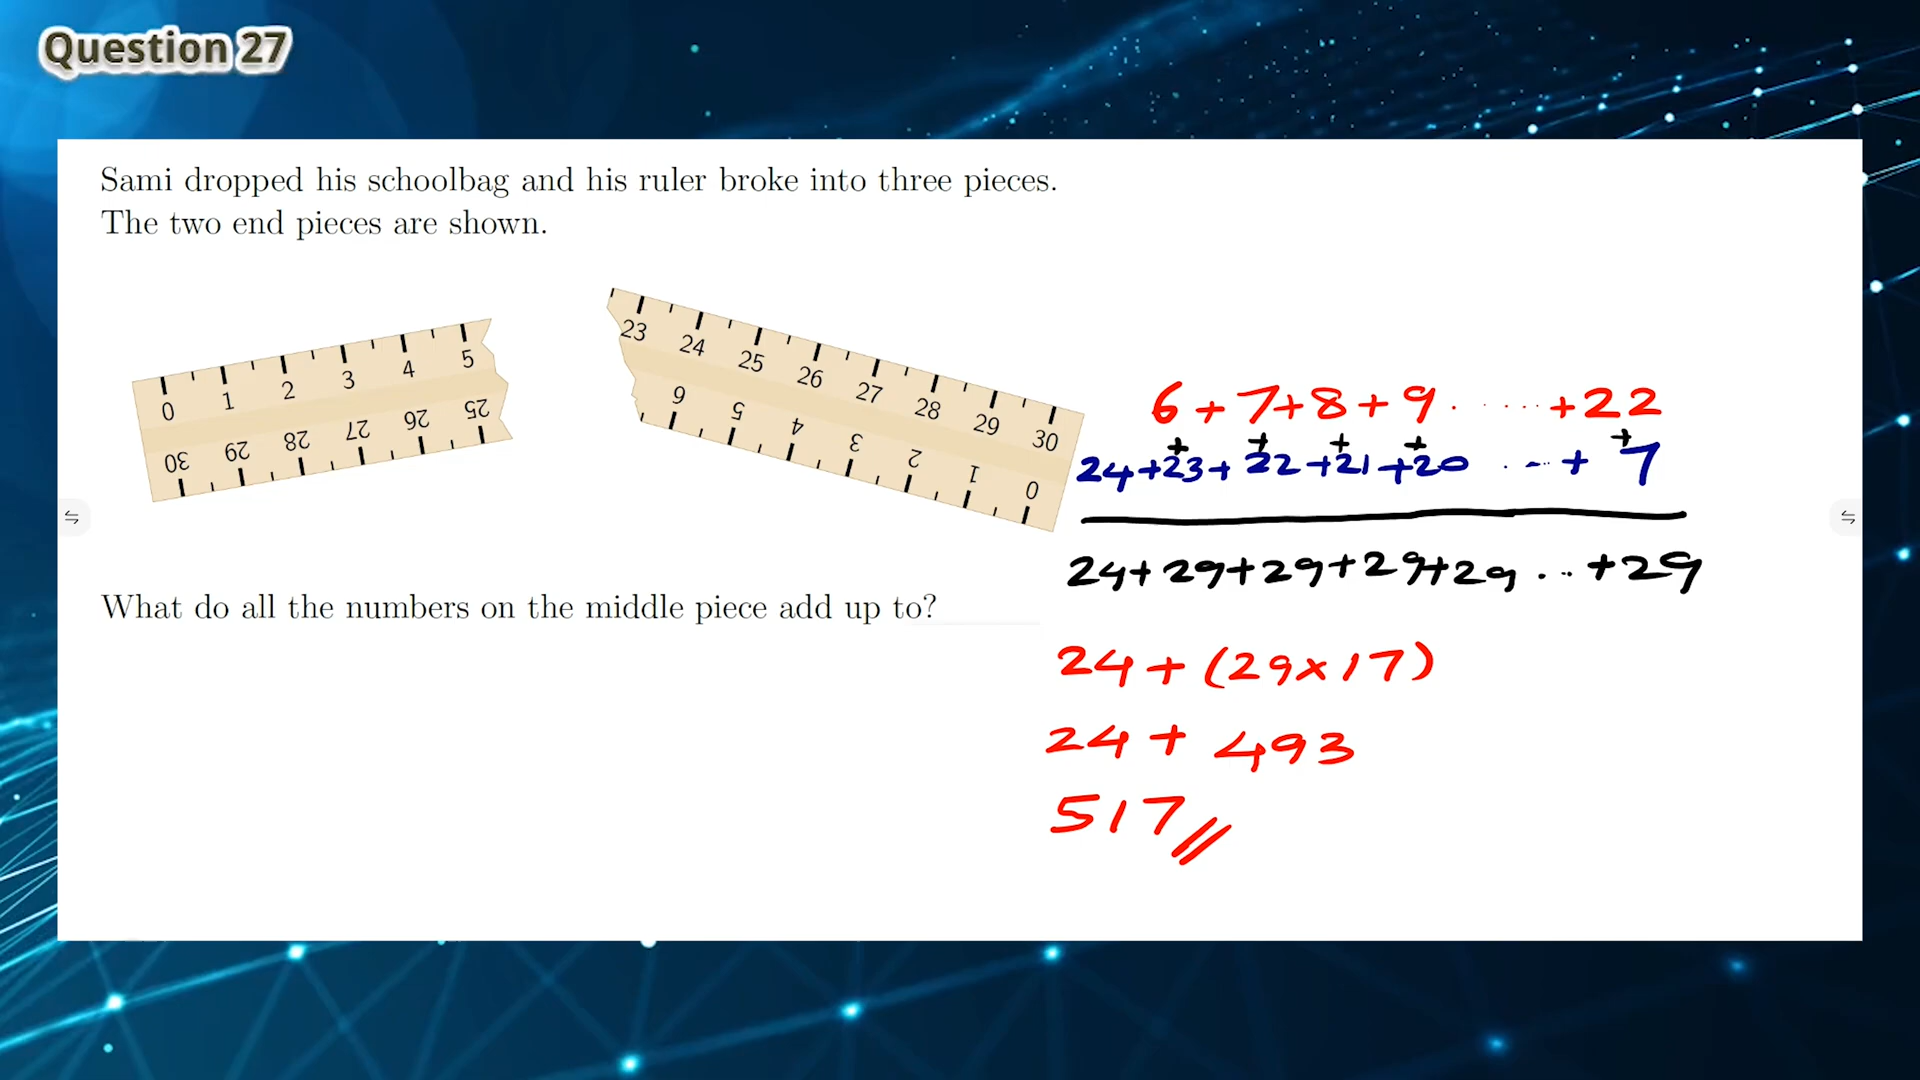 Question 27
Sami dropped his schoolbag and his ruler broke into three pieces.
The two end pieces are shown.
0 1 2 3 4 5
30 29 28 27 26 25
23 24 25 26 27 28 29 30
6 5 4 3 2 1 0
6 + 7 + 8 + 9 ...... + 22
+ + + + +
24 + 23 + 22 + 21 + 20 ..... + 7
24 + 29 + 29 + 29 + 29 ... + 29
What do all the numbers on the middle piece add up to?
24 + (29 × 17)
24 + 493
517 //